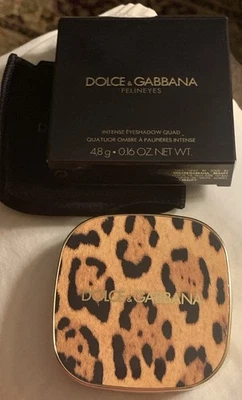 DOLCE & GABBANA
FELINEYES
INTENSE EYESHADOW QUAD
QUATUOR OMBRE À PAUPIÈRES INTENSE
4,8 g • 0.16 OZ. NET WT.
DOLCE & GABBANA